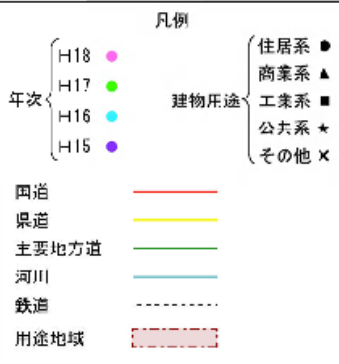 凡例
年次
H18
H17
H16
H15
建物用途
住居系 ●
商業系 ▲
工業系 ■
公共系 ★
その他 ×
国道
県道
主要地方道
河川
鉄道
用途地域